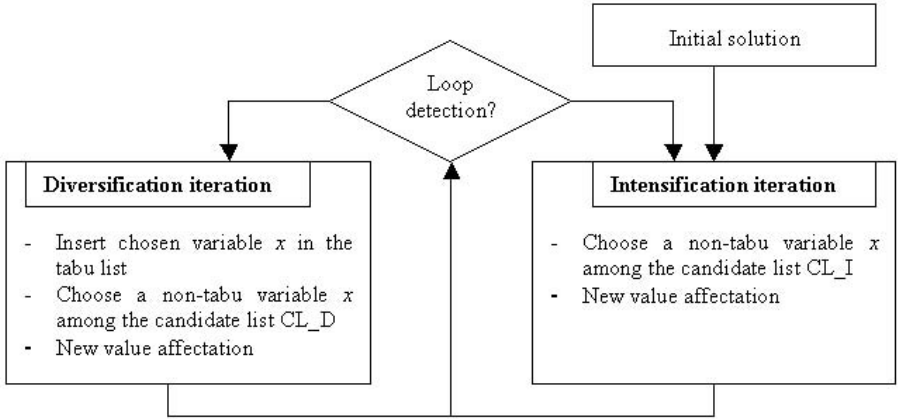 Initial solution
Loop
detection?
Diversification iteration
- Insert chosen variable x in the
tabu list
- Choose a non-tabu variable x
among the candidate list CL_D
- New value affectation
Intensification iteration
- Choose a non-tabu variable x
among the candidate list CL_I
- New value affectation